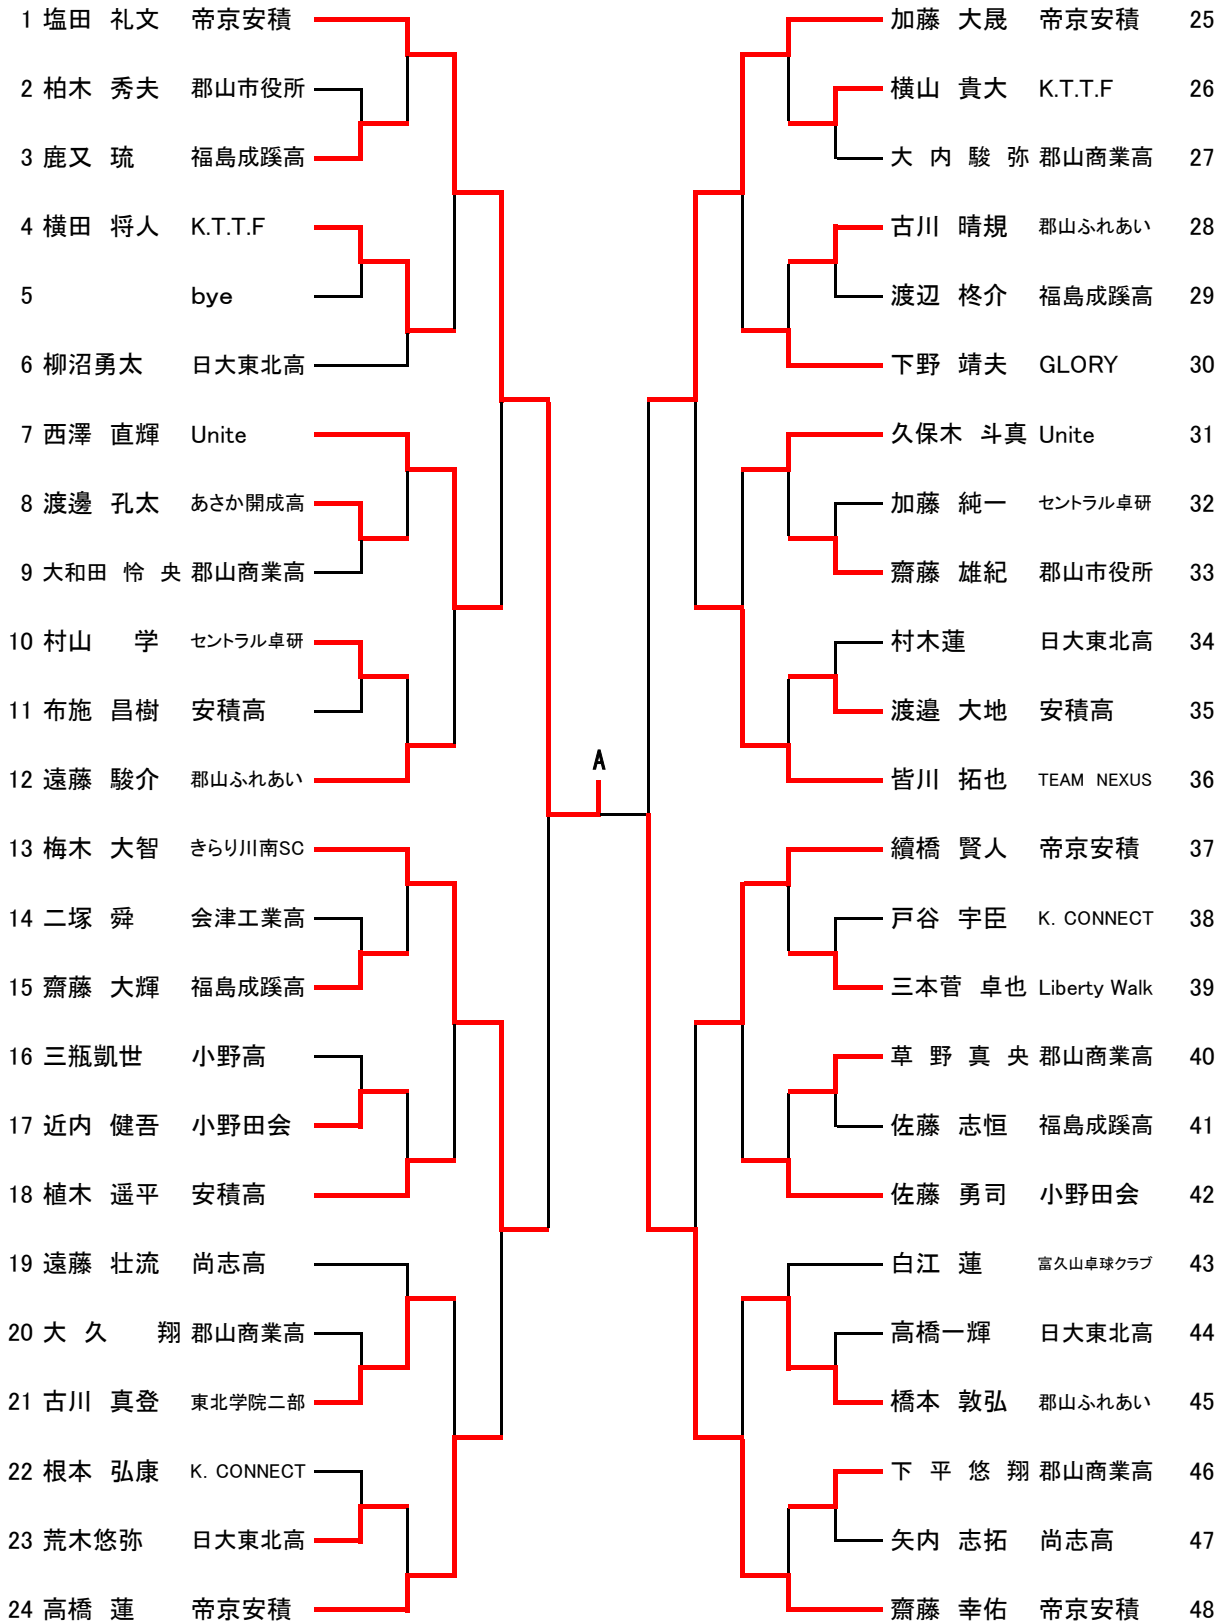 1 塩田 礼文 帝京安積
2 柏木 秀夫 郡山市役所
3 鹿又 琉 福島成蹊高
4 横田 将人 K.T.T.F
5 bye
6 柳沼勇太 日大東北高
7 西澤 直輝 Unite
8 渡邊 孔太 あさか開成高
9 大和田 怜 央 郡山商業高
10 村山 学 セントラル卓研
11 布施 昌樹 安積高
12 遠藤 駿介 郡山ふれあい
13 梅木 大智 きらり川南SC
14 二塚 舜 会津工業高
15 齋藤 大輝 福島成蹊高
16 三瓶凱世 小野高
17 近内 健吾 小野田会
18 植木 遥平 安積高
19 遠藤 壮流 尚志高
20 大 久 翔 郡山商業高
21 古川 真登 東北学院二部
22 根本 弘康 K. CONNECT
23 荒木悠弥 日大東北高
24 高橋 蓮 帝京安積
A
加藤 大晟 帝京安積 25
横山 貴大 K.T.T.F 26
大 内 駿 弥 郡山商業高 27
古川 晴規 郡山ふれあい 28
渡辺 柊介 福島成蹊高 29
下野 靖夫 GLORY 30
久保木 斗真 Unite 31
加藤 純一 セントラル卓研 32
齋藤 雄紀 郡山市役所 33
村木蓮 日大東北高 34
渡邉 大地 安積高 35
皆川 拓也 TEAM NEXUS 36
續橋 賢人 帝京安積 37
戸谷 宇臣 K. CONNECT 38
三本菅 卓也 Liberty Walk 39
草 野 真 央 郡山商業高 40
佐藤 志恒 福島成蹊高 41
佐藤 勇司 小野田会 42
白江 蓮 富久山卓球クラブ 43
高橋一輝 日大東北高 44
橋本 敦弘 郡山ふれあい 45
下 平 悠 翔 郡山商業高 46
矢内 志拓 尚志高 47
齋藤 幸佑 帝京安積 48